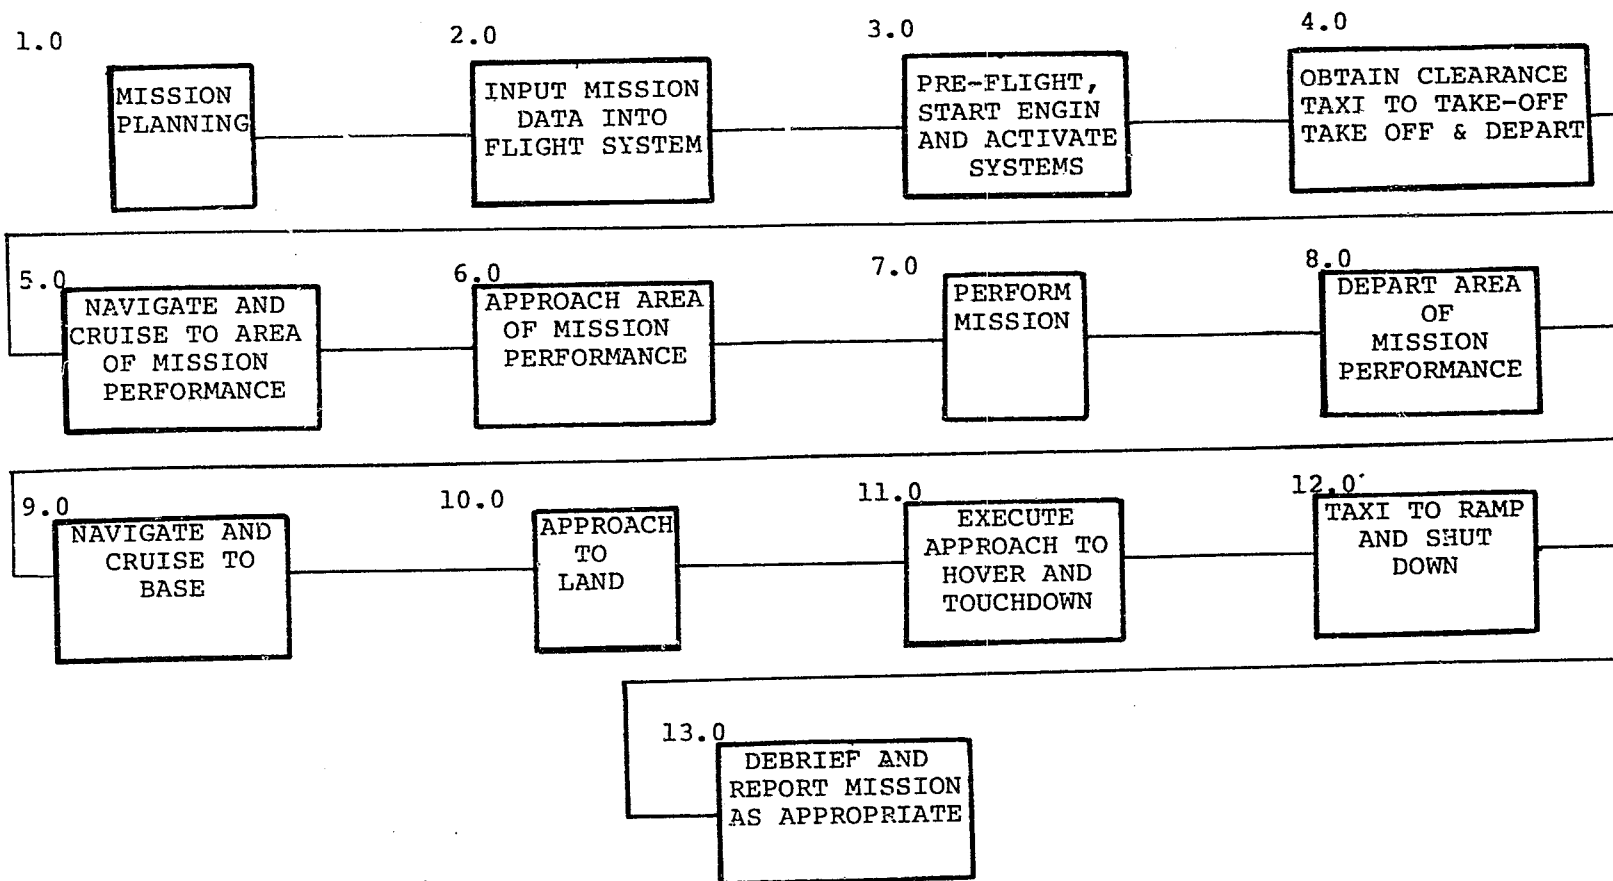 1.0
MISSION
PLANNING
2.0
INPUT MISSION
DATA INTO
FLIGHT SYSTEM
3.0
PRE-FLIGHT,
START ENGIN
AND ACTIVATE
SYSTEMS
4.0
OBTAIN CLEARANCE
TAXI TO TAKE-OFF
TAKE OFF & DEPART
5.0
NAVIGATE AND
CRUISE TO AREA
OF MISSION
PERFORMANCE
6.0
APPROACH AREA
OF MISSION
PERFORMANCE
7.0
PERFORM
MISSION
8.0
DEPART AREA
OF
MISSION
PERFORMANCE
9.0
NAVIGATE AND
CRUISE TO
BASE
10.0
APPROACH
TO
LAND
11.0
EXECUTE
APPROACH TO
HOVER AND
TOUCHDOWN
12.0
TAXI TO RAMP
AND SHUT
DOWN
13.0
DEBRIEF AND
REPORT MISSION
AS APPROPRIATE